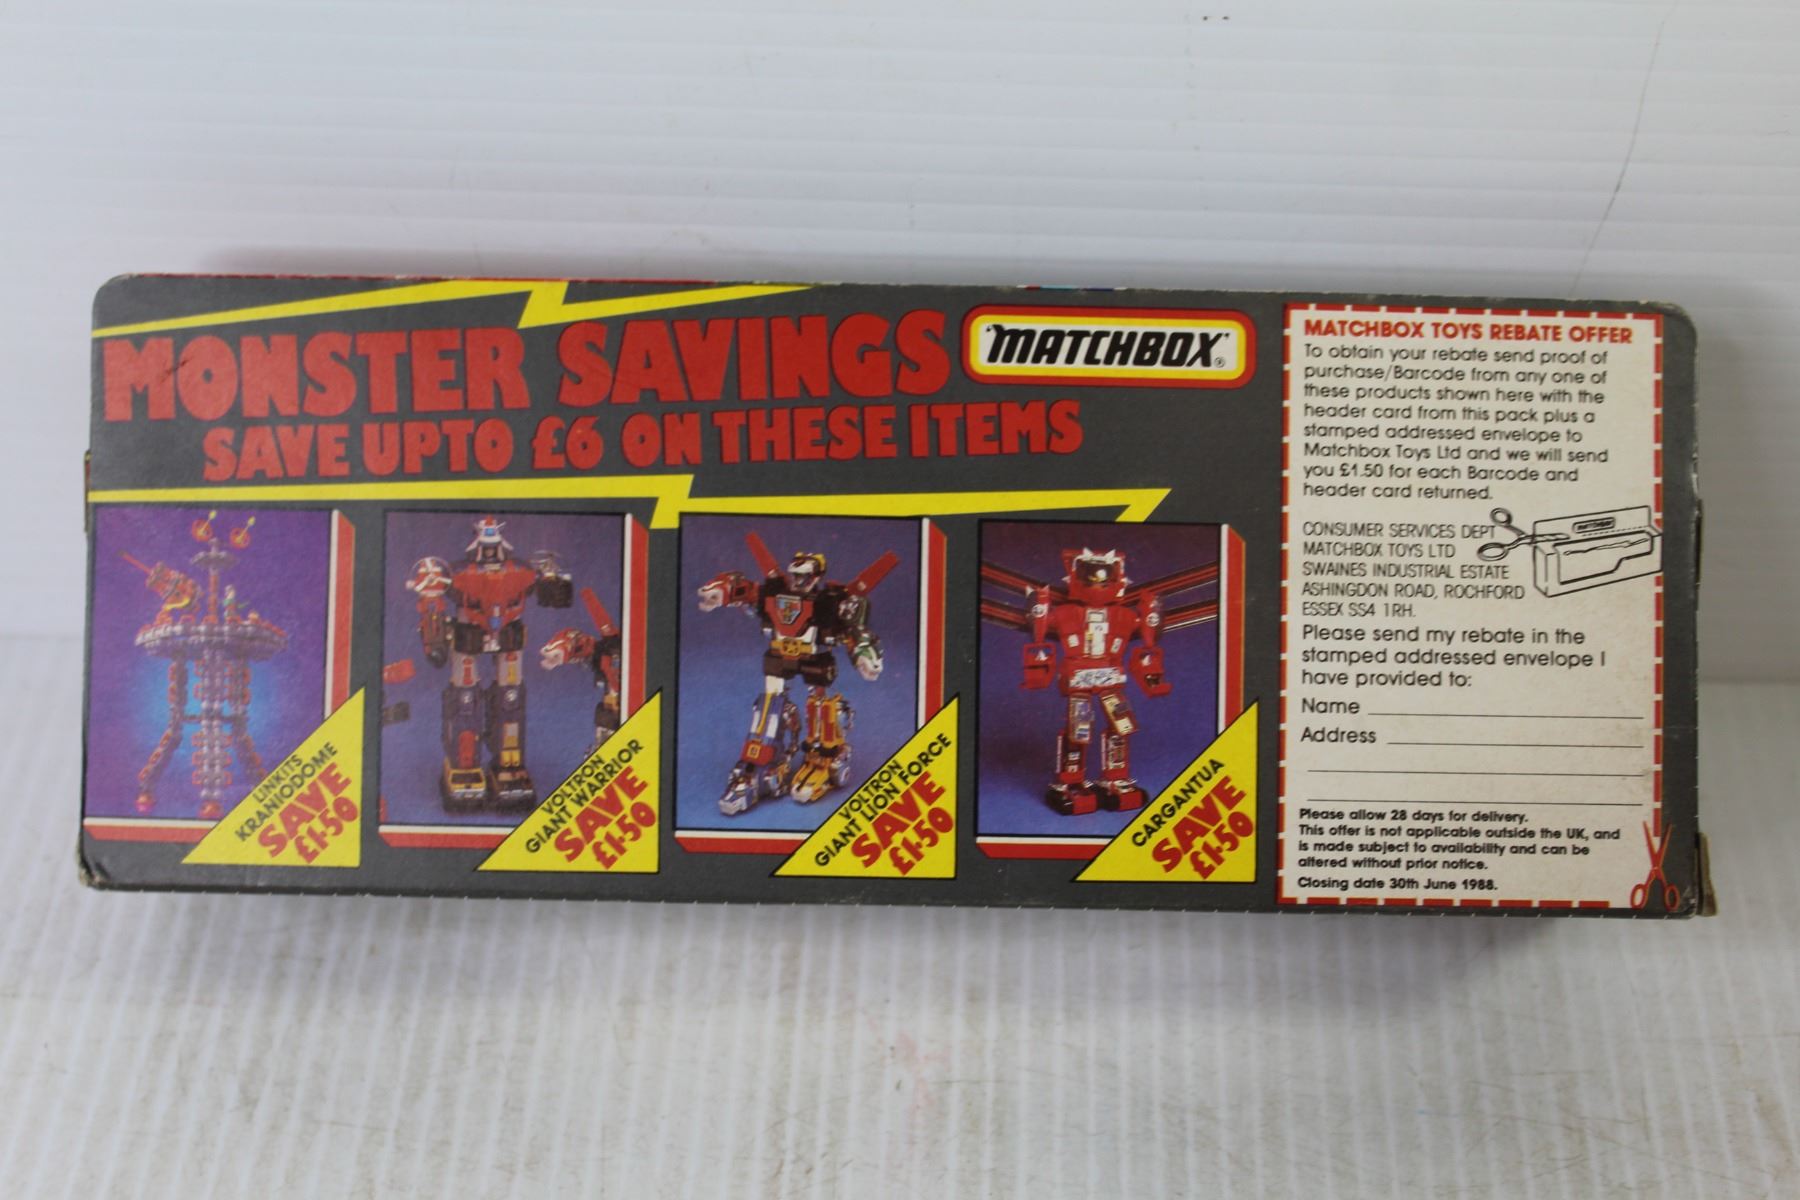 MONSTER SAVINGS
SAVE UPTO £6 ON THESE ITEMS
'MATCHBOX'®
LINKITS
KRANIODOME
SAVE
£1·50
VOLTRON
GIANT WARRIOR
SAVE
£1·50
VOLTRON
GIANT LION FORCE
SAVE
£1·50
CARGANTUA
SAVE
£1·50
MATCHBOX TOYS REBATE OFFER
To obtain your rebate send proof of
purchase/Barcode from any one of
these products shown here with the
header card from this pack plus a
stamped addressed envelope to
Matchbox Toys Ltd and we will send
you £1.50 for each Barcode and
header card returned.
CONSUMER SERVICES DEPT
MATCHBOX TOYS LTD
SWAINES INDUSTRIAL ESTATE
ASHINGDON ROAD, ROCHFORD
ESSEX SS4 1RH.
MATCHBOX
Please send my rebate in the
stamped addressed envelope I
have provided to:
Name
Address
Please allow 28 days for delivery.
This offer is not applicable outside the UK, and
is made subject to availability and can be
altered without prior notice.
Closing date 30th June 1988.